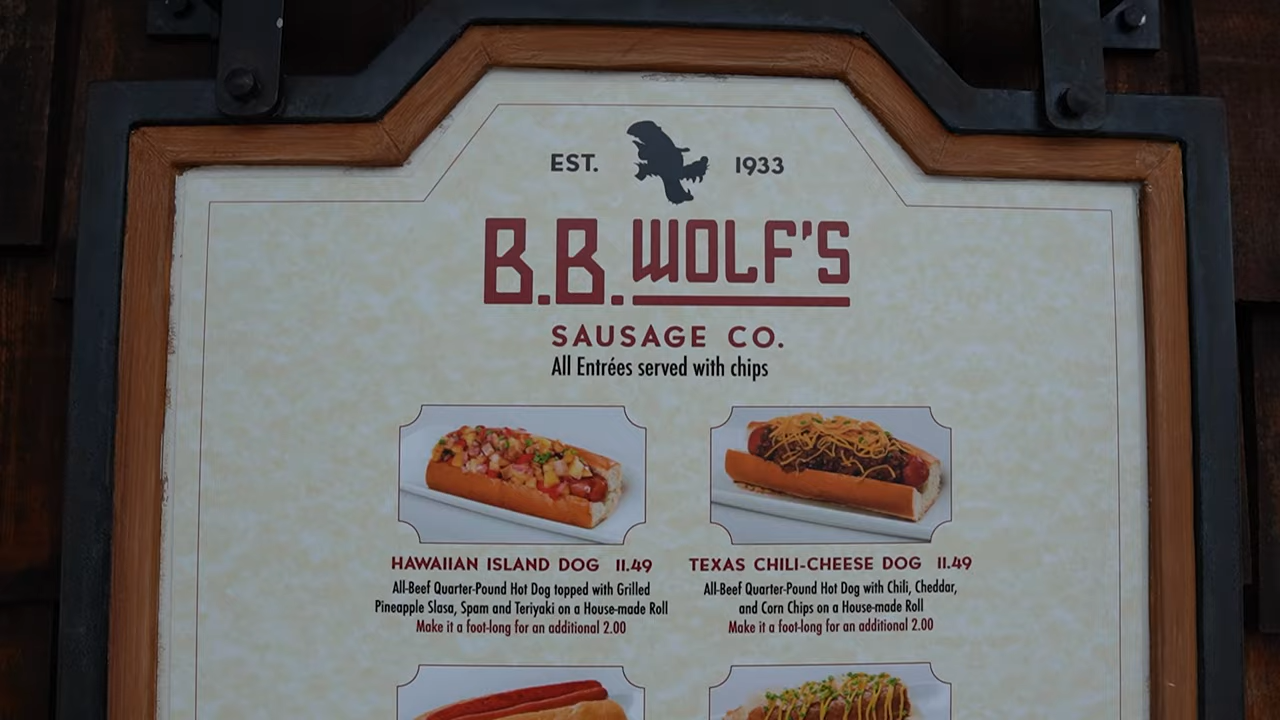 EST. 1933
B.B. WOLF'S
SAUSAGE CO.
All Entrées served with chips
HAWAIIAN ISLAND DOG 11.49
All-Beef Quarter-Pound Hot Dog topped with Grilled
Pineapple Slasa, Spam and Teriyaki on a House-made Roll
Make it a foot-long for an additional 2.00
TEXAS CHILI-CHEESE DOG 11.49
All-Beef Quarter-Pound Hot Dog with Chili, Cheddar,
and Corn Chips on a House-made Roll
Make it a foot-long for an additional 2.00